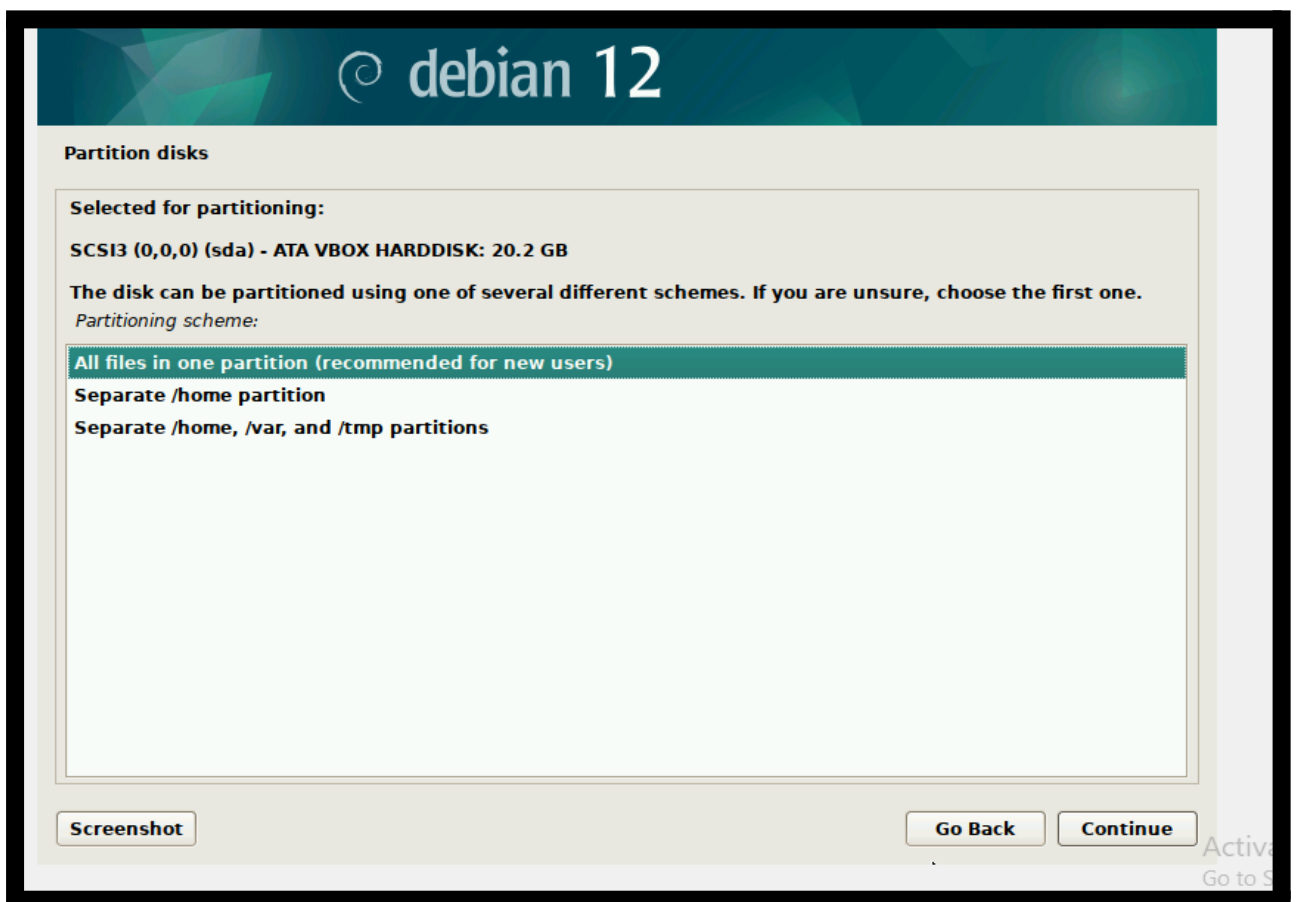 debian 12
Partition disks
Selected for partitioning:
SCSI3 (0,0,0) (sda) - ATA VBOX HARDDISK: 20.2 GB
The disk can be partitioned using one of several different schemes. If you are unsure, choose the first one.
Partitioning scheme:
All files in one partition (recommended for new users)
Separate /home partition
Separate /home, /var, and /tmp partitions
Screenshot
Go Back
Continue
Go to